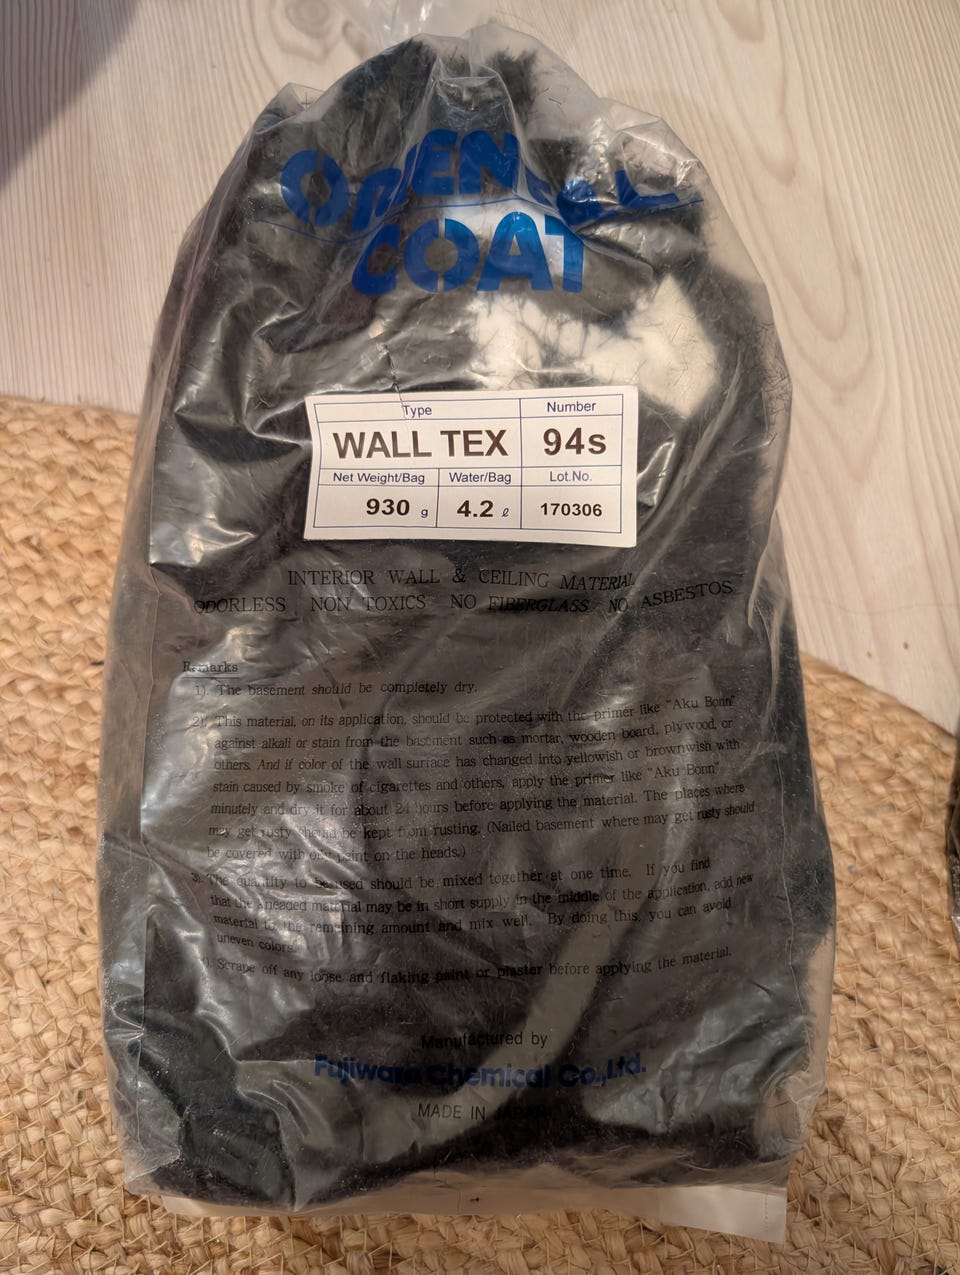 ORIENTAL
COAT
Type Number
WALL TEX 94s
Net Weight/Bag Water/Bag Lot.No.
930 g 4.2 ℓ 170306
INTERIOR WALL & CEILING MATERIAL
ODORLESS NON TOXICS NO FIBERGLASS NO ASBESTOS
Remarks
1). The basement should be completely dry.
2). This material, on its application, should be protected with the primer like "Aku Bonn"
against alkali or stain from the basement such as mortar, wooden board, plywood, or
others. And if color of the wall surface has changed into yellowish or brownwish with
stain caused by smoke of cigarettes and others, apply the primer like "Aku Bonn"
minutely and dry it for about 24 hours before applying the material. The places where
may get rusty should be kept from rusting. (Nailed basement where may get rusty should
be covered with oily paint on the heads.)
3). The quantity to be used should be mixed together at one time. If you find
that the kneaded material may be in short supply in the middle of the application, add new
material to the remaining amount and mix well. By doing this, you can avoid
uneven colors.
4). Scrape off any loose and flaking paint or plaster before applying the material.
Manufactured by
Fujiwara Chemical Co.,Ltd.
MADE IN JAPAN